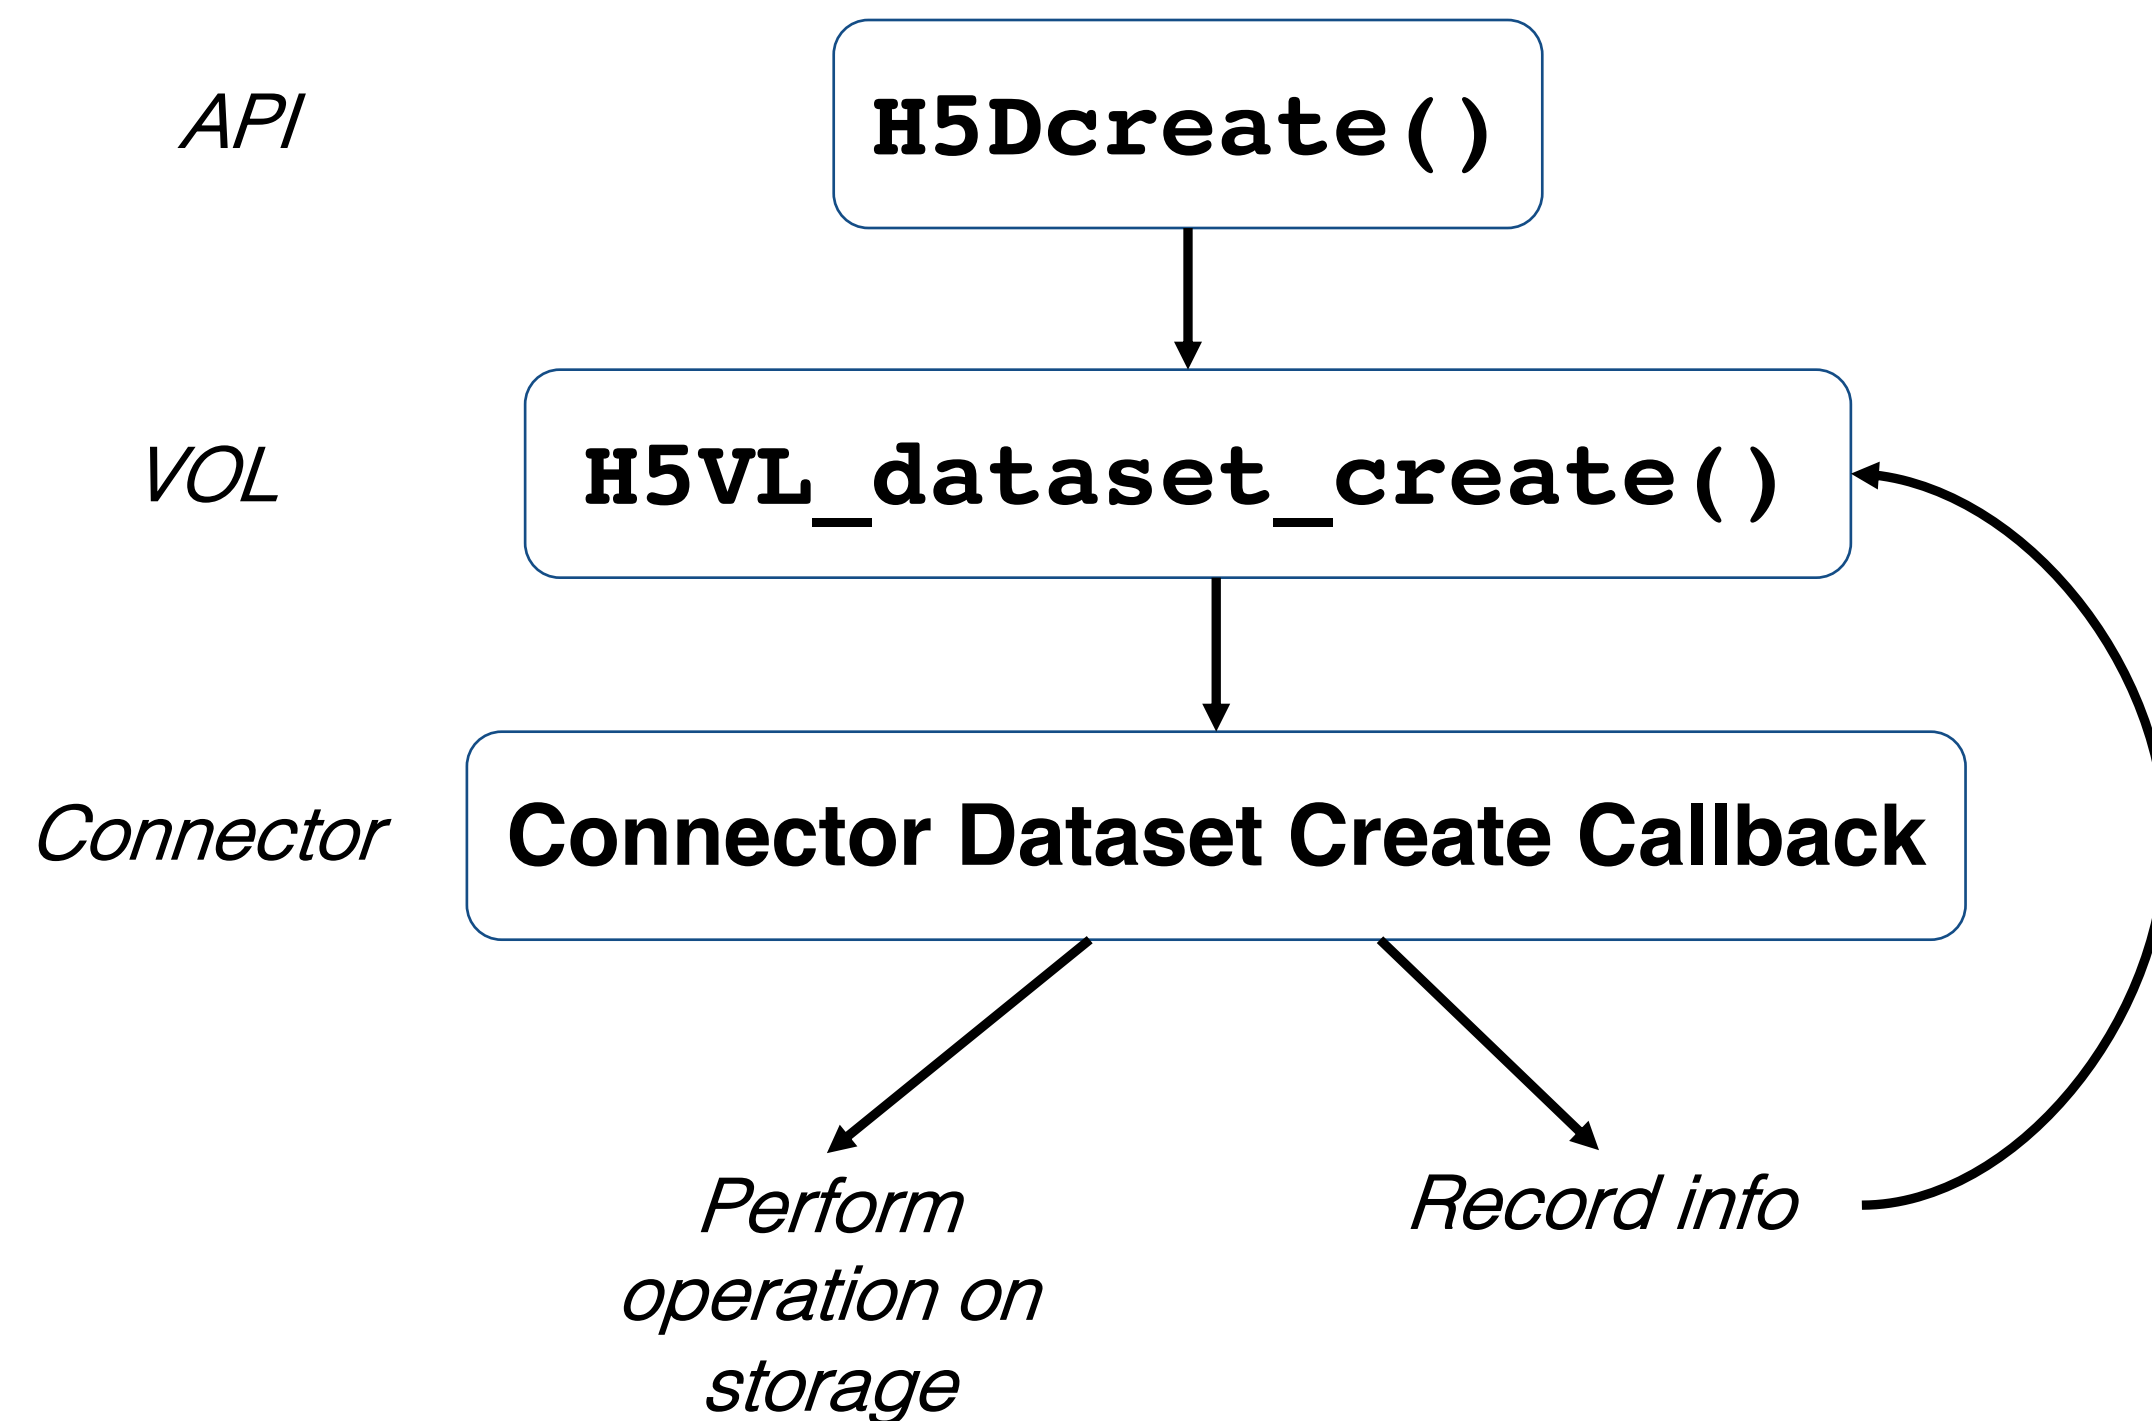 API
H5Dcreate()
VOL
H5VL_dataset_create()
Connector
Connector Dataset Create Callback
Perform
operation on
storage
Record info